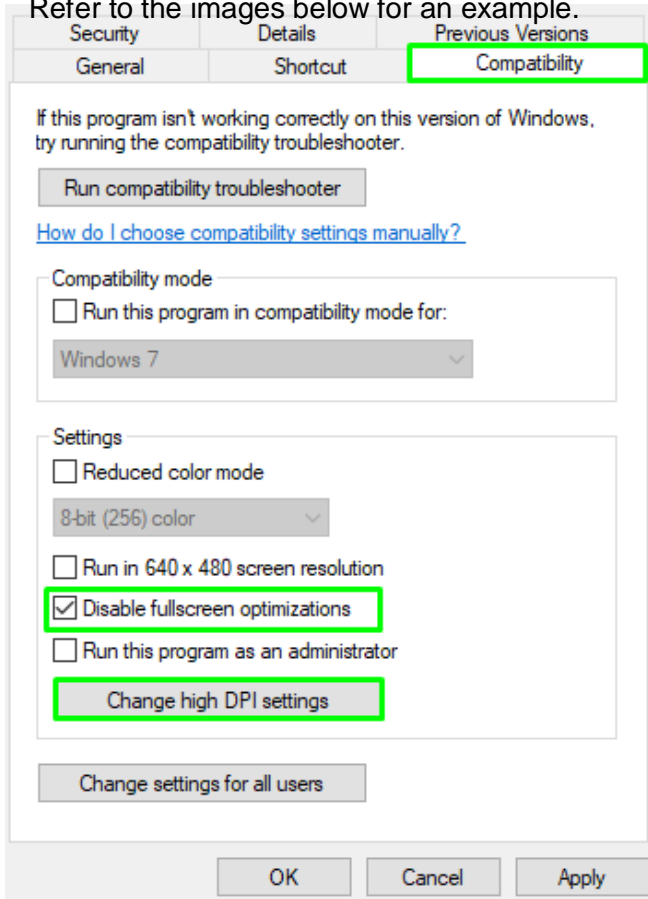 Refer to the images below for an example.
Security Details Previous Versions
General Shortcut Compatibility
If this program isn't working correctly on this version of Windows,
try running the compatibility troubleshooter.
Run compatibility troubleshooter
How do I choose compatibility settings manually?
Compatibility mode
Run this program in compatibility mode for:
Windows 7
Settings
Reduced color mode
8-bit (256) color
Run in 640 x 480 screen resolution
Disable fullscreen optimizations
Run this program as an administrator
Change high DPI settings
Change settings for all users
OK Cancel Apply